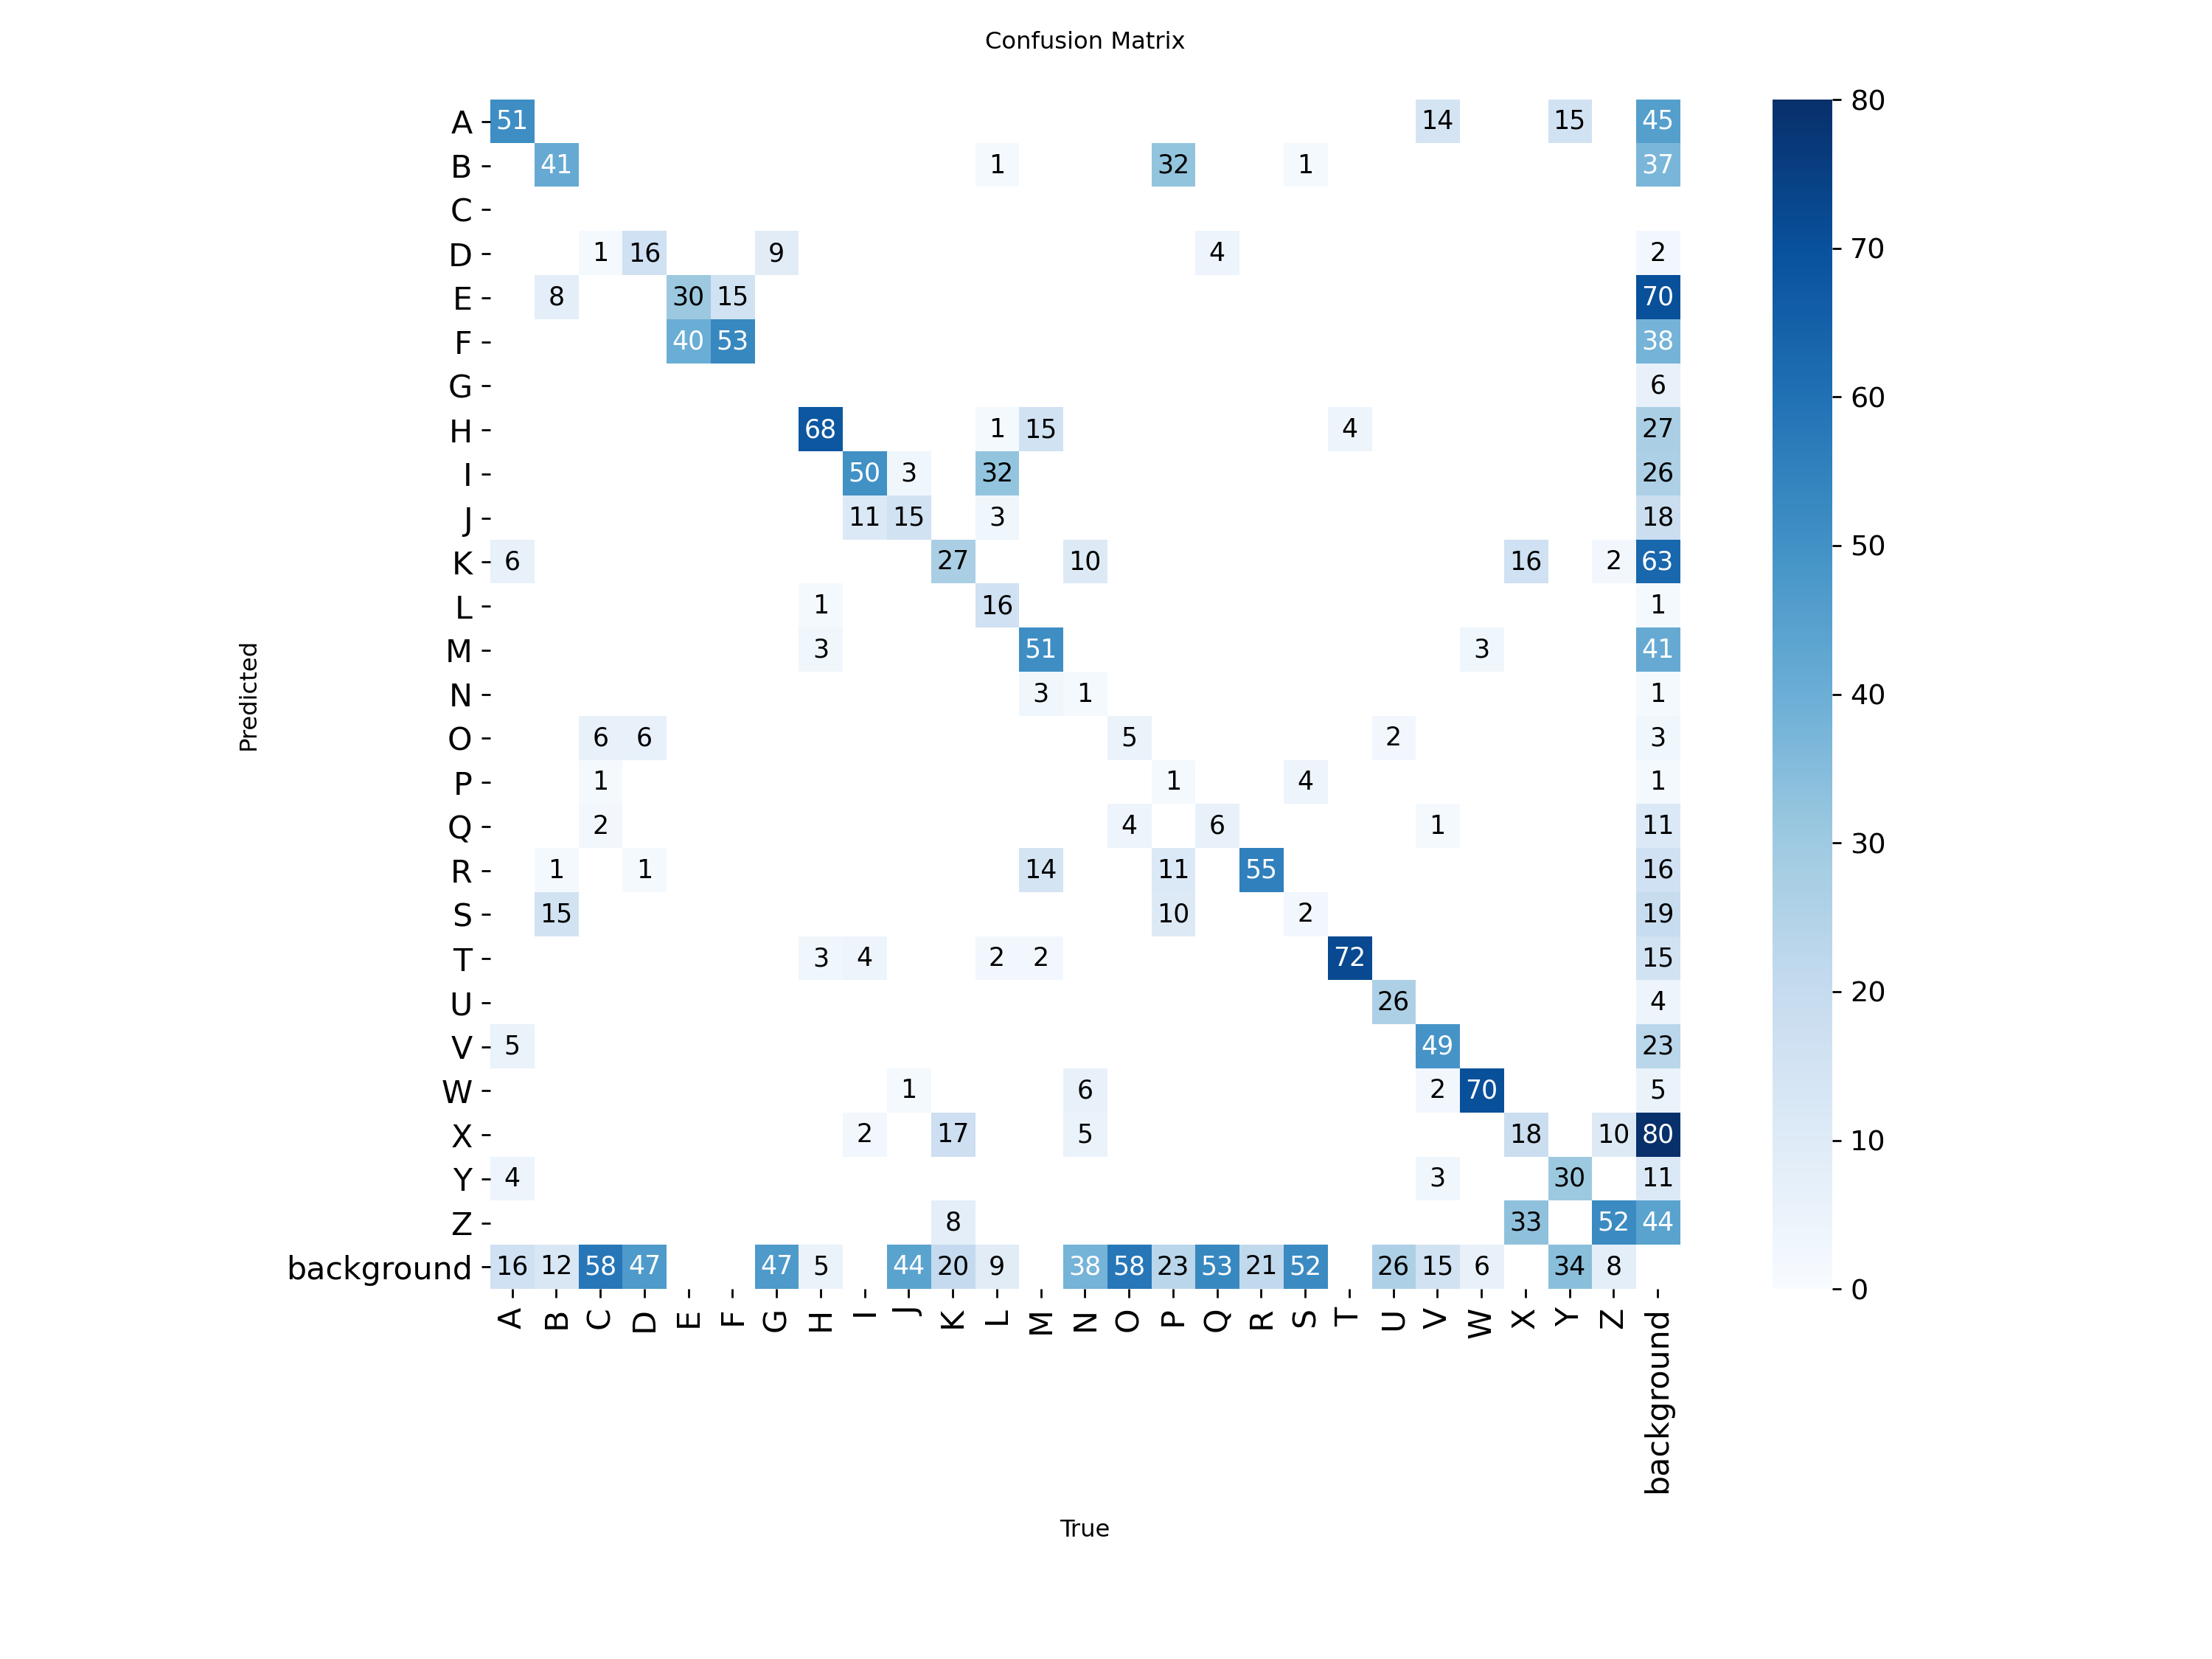 Confusion Matrix
A 51 14 15 45 80
B 41 1 32 1 37
C
D 1 16 9 4 2 70
E 8 30 15 70
F 40 53 38
G 6 60
H 68 1 15 4 27
I 50 3 32 26
J 11 15 3 18 50
K 6 27 10 16 2 63
L 1 16 1
M 3 51 3 41
N 3 1 1 40
O 6 6 5 2 3
P 1 1 4 1
Q 2 4 6 1 11
R 1 1 14 11 55 16 30
S 15 10 2 19
T 3 4 2 2 72 15
U 26 4 20
V 5 49 23
W 1 6 2 70 5
X 2 17 5 18 10 80 10
Y 4 3 30 11
Z 8 33 52 44
background 16 12 58 47 47 5 44 20 9 38 58 23 53 21 52 26 15 6 34 8 0
A B C D E F G H I J K L M N O P Q R S T U V W X Y Z background
Predicted
True